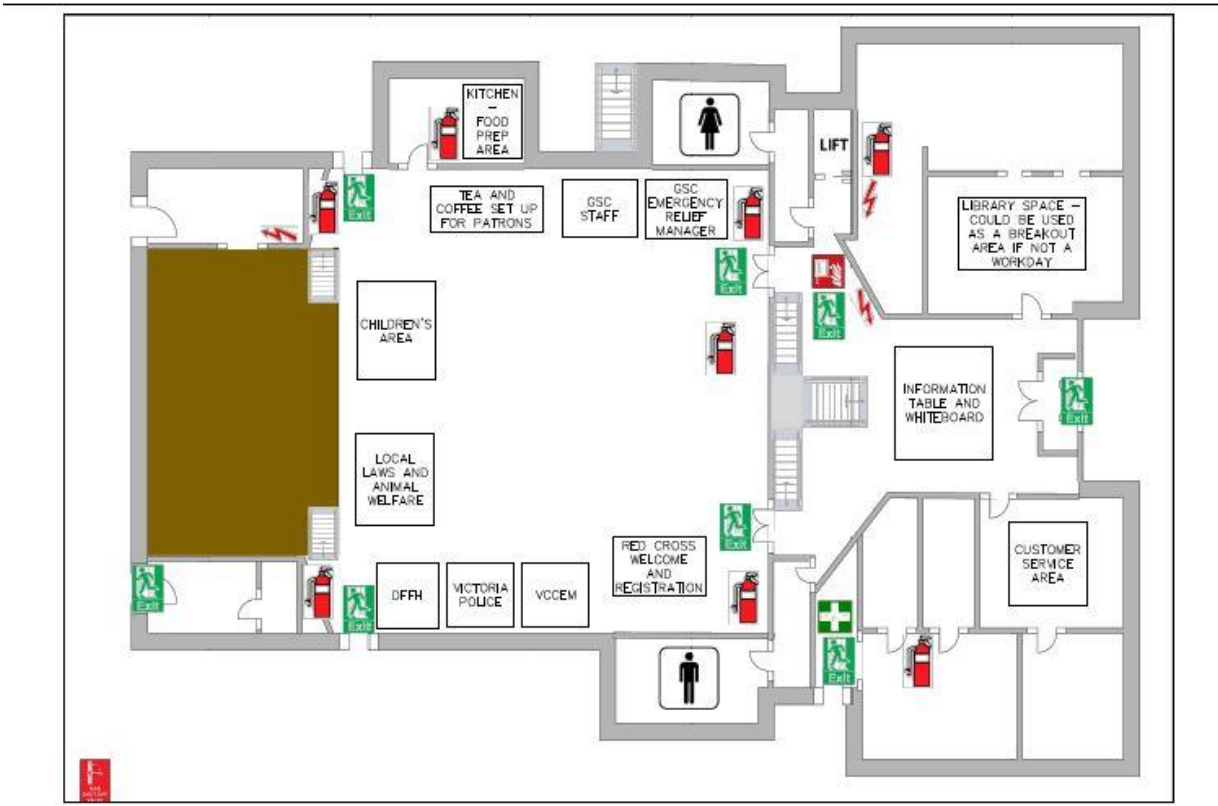 KITCHEN
–
FOOD
PREP
AREA
LIFT
Exit
TEA AND
COFFEE SET UP
FOR PATRONS
GSC
STAFF
GSC
EMERGENCY
RELIEF
MANAGER
LIBRARY SPACE –
COULD BE USED
AS A BREAKOUT
AREA IF NOT A
WORKDAY
Exit
Exit
CHILDREN'S
AREA
INFORMATION
TABLE AND
WHITEBOARD
Exit
LOCAL
LAWS AND
ANIMAL
WELFARE
Exit
RED CROSS
WELCOME
AND
REGISTRATION
CUSTOMER
SERVICE
AREA
Exit
Exit
DFFH
VICTORIA
POLICE
VCCEM
Exit